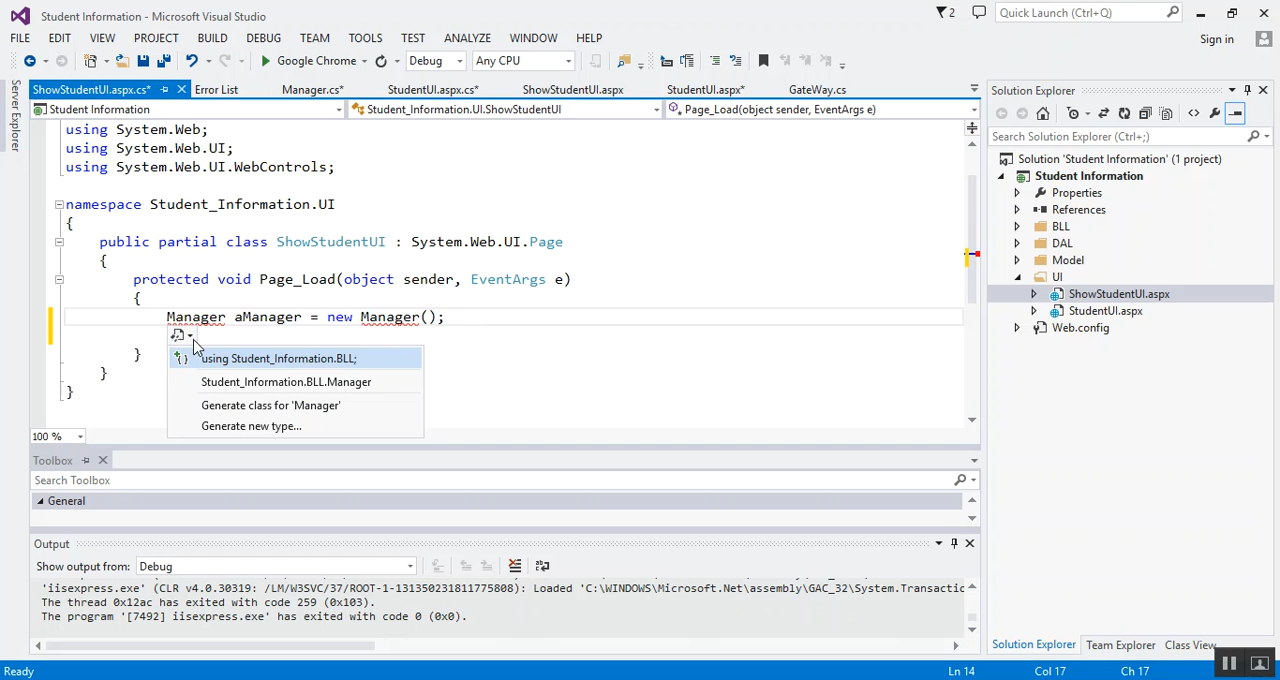 Student Information - Microsoft Visual Studio
2
Quick Launch (Ctrl+Q)
FILE EDIT VIEW PROJECT BUILD DEBUG TEAM TOOLS TEST ANALYZE WINDOW HELP
Sign in
Google Chrome Debug Any CPU
Server Explorer
ShowStudentUI.aspx.cs* Error List Manager.cs* StudentUI.aspx.cs* ShowStudentUI.aspx StudentUI.aspx* GateWay.cs
Student Information Student_Information.UI.ShowStudentUI Page_Load(object sender, EventArgs e)
using System.Web;
using System.Web.UI;
using System.Web.UI.WebControls;
namespace Student_Information.UI
{
public partial class ShowStudentUI : System.Web.UI.Page
{
protected void Page_Load(object sender, EventArgs e)
{
Manager aManager = new Manager();
using Student_Information.BLL;
Student_Information.BLL.Manager
Generate class for 'Manager'
Generate new type...
}
}
}
100 %
Toolbox
Search Toolbox
General
Output
Show output from: Debug
'iisexpress.exe' (CLR v4.0.30319: /LM/W3SVC/37/ROOT-1-131350231811775808): Loaded 'C:\WINDOWS\Microsoft.Net\assembly\GAC_32\System.Transactio
The thread 0x12ac has exited with code 259 (0x103).
The program '[7492] iisexpress.exe' has exited with code 0 (0x0).
Solution Explorer
Search Solution Explorer (Ctrl+;)
Solution 'Student Information' (1 project)
Student Information
Properties
References
BLL
DAL
Model
UI
ShowStudentUI.aspx
StudentUI.aspx
Web.config
Solution Explorer Team Explorer Class View
Ready Ln 14 Col 17 Ch 17